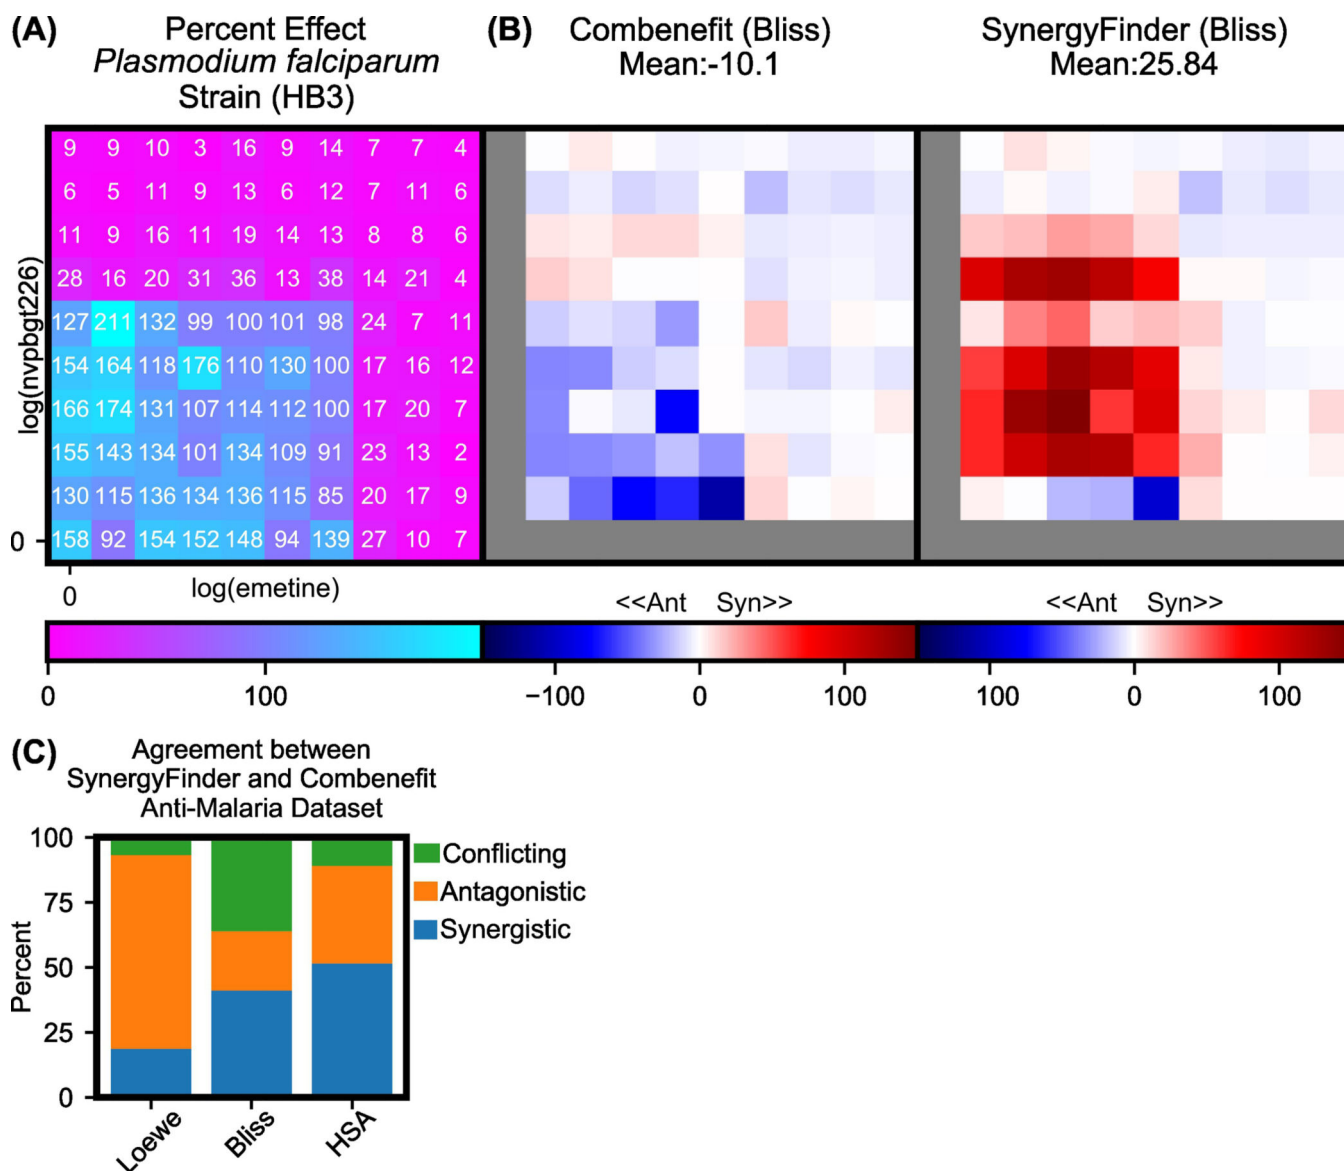 (A)
Percent Effect
Plasmodium falciparum
Strain (HB3)
log(nvpbgt226)
9 9 10 3 16 9 14 7 7 4
6 5 11 9 13 6 12 7 11 6
11 9 16 11 19 14 13 8 8 6
28 16 20 31 36 13 38 14 21 4
127 211 132 99 100 101 98 24 7 11
154 164 118 176 110 130 100 17 16 12
166 174 131 107 114 112 100 17 20 7
155 143 134 101 134 109 91 23 13 2
130 115 136 134 136 115 85 20 17 9
0 158 92 154 152 148 94 139 27 10 7
0
log(emetine)
0 100
(B)
Combenefit (Bliss)
Mean:-10.1
<<Ant Syn>>
−100 0 100
SynergyFinder (Bliss)
Mean:25.84
<<Ant Syn>>
100 0 100
(C)
Agreement between
SynergyFinder and Combenefit
Anti-Malaria Dataset
Percent
100
75
50
25
0
Loewe
Bliss
HSA
Conflicting
Antagonistic
Synergistic